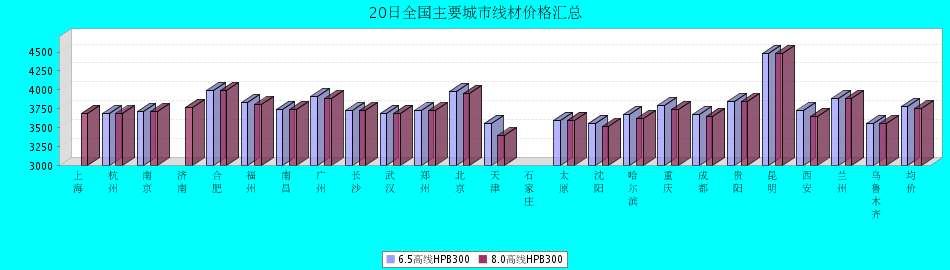 20日全国主要城市线材价格汇总
4500
4250
4000
3750
3500
3250
3000
上海
杭州
南京
济南
合肥
福州
南昌
广州
长沙
武汉
郑州
北京
天津
石家庄
太原
沈阳
哈尔滨
重庆
成都
贵阳
昆明
西安
兰州
乌鲁木齐
均价
6.5高线HPB300
8.0高线HPB300